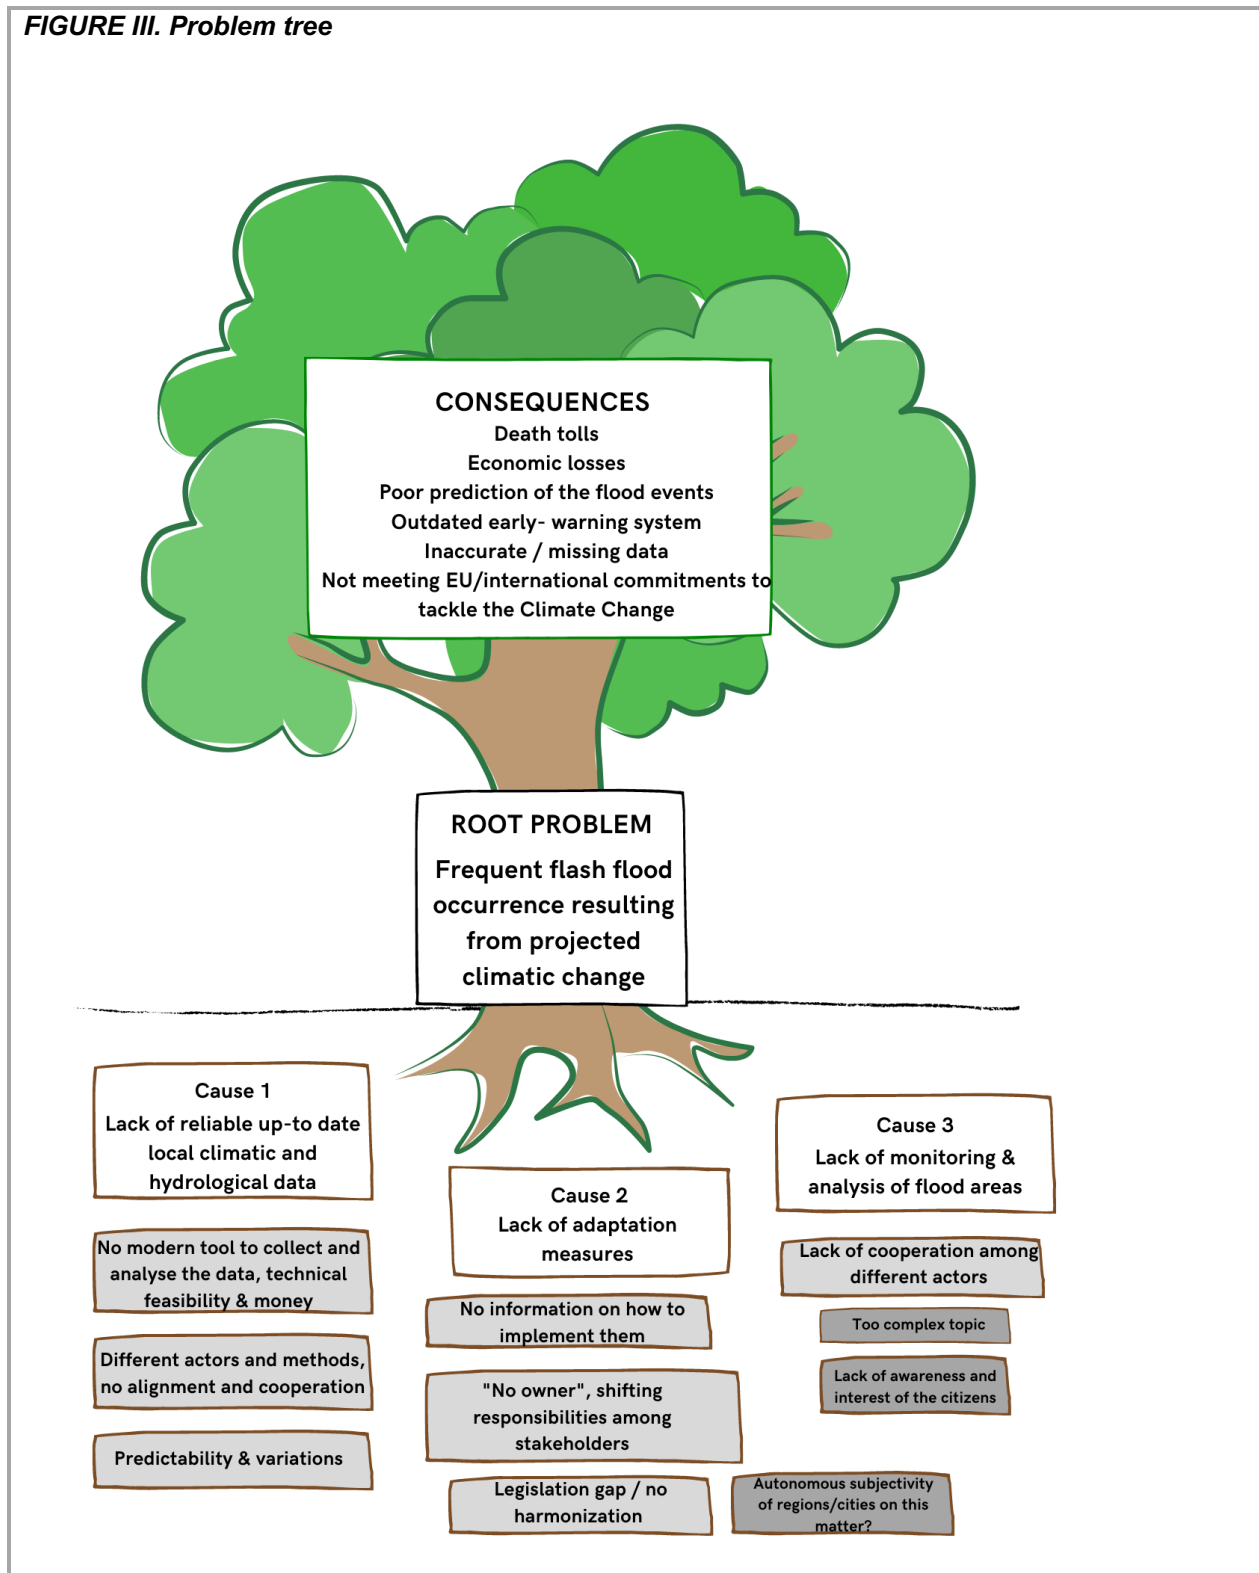 FIGURE III. Problem tree
CONSEQUENCES
Death tolls
Economic losses
Poor prediction of the flood events
Outdated early- warning system
Inaccurate / missing data
Not meeting EU/international commitments to
tackle the Climate Change
ROOT PROBLEM
Frequent flash flood
occurrence resulting
from projected
climatic change
Cause 1
Lack of reliable up-to date
local climatic and
hydrological data
No modern tool to collect and
analyse the data, technical
feasibility & money
Different actors and methods,
no alignment and cooperation
Predictability & variations
Cause 2
Lack of adaptation
measures
No information on how to
implement them
"No owner", shifting
responsibilities among
stakeholders
Legislation gap / no
harmonization
Autonomous subjectivity
of regions/cities on this
matter?
Cause 3
Lack of monitoring &
analysis of flood areas
Lack of cooperation among
different actors
Too complex topic
Lack of awareness and
interest of the citizens